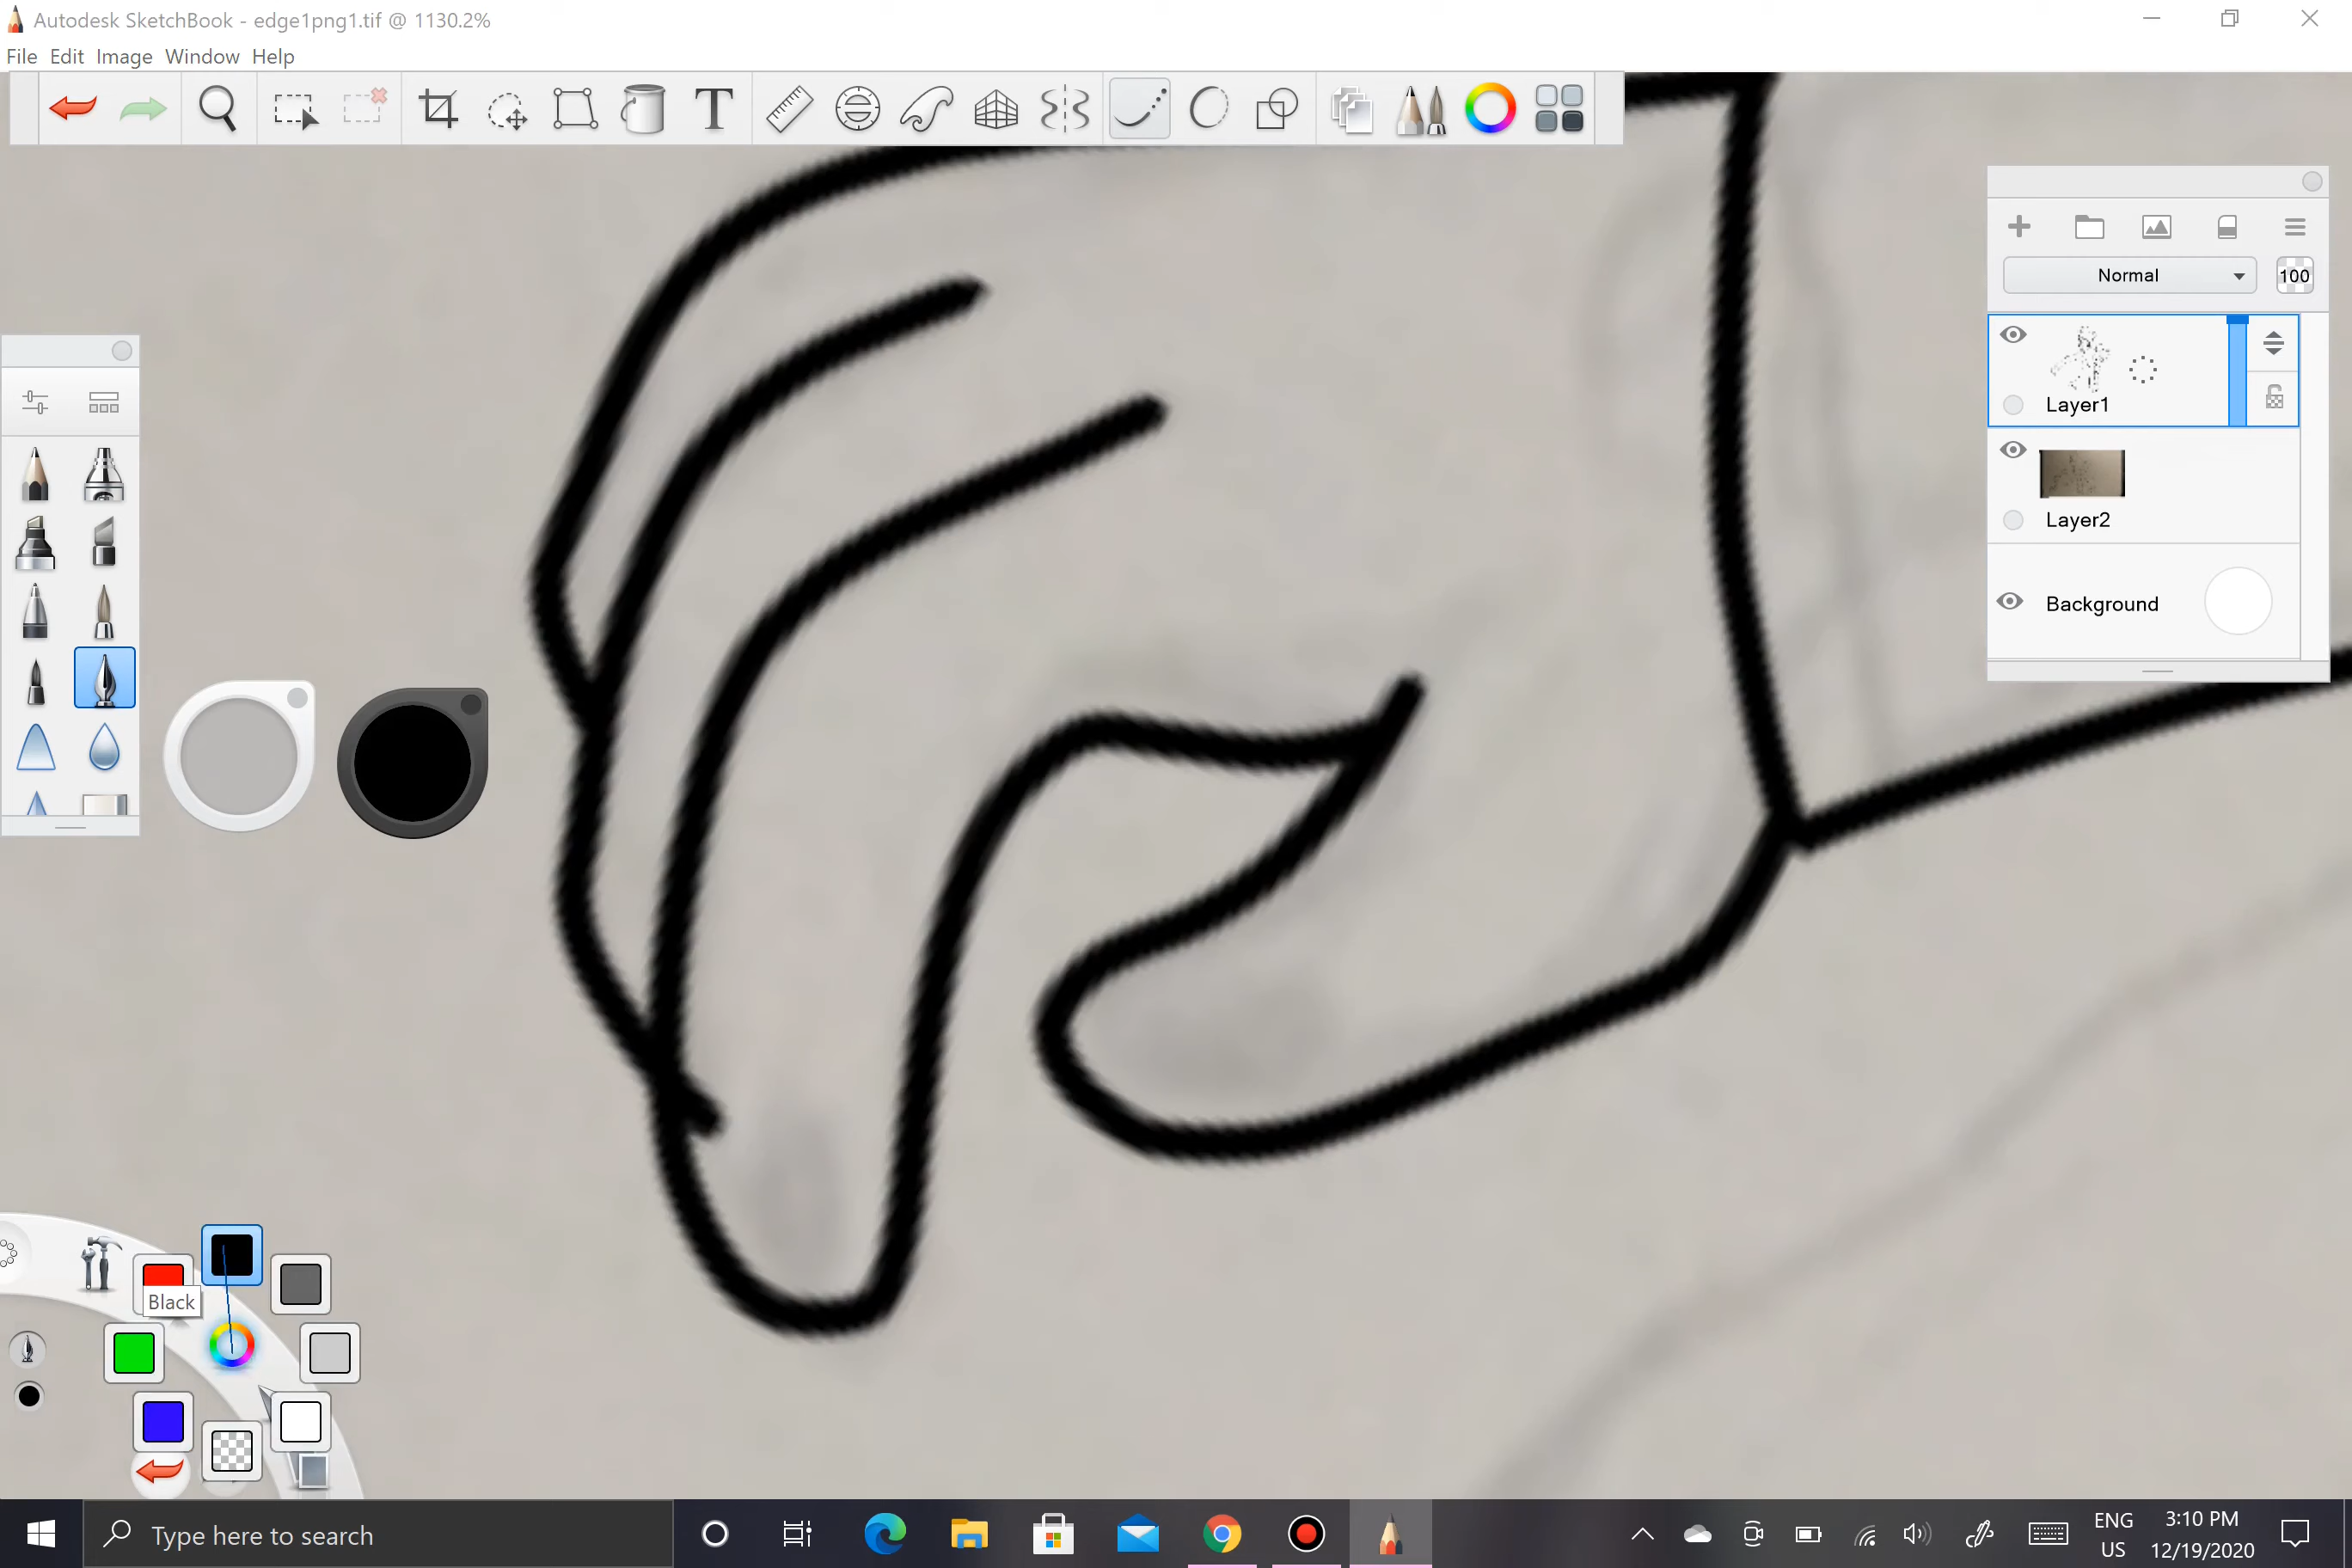 Autodesk SketchBook - edge1png1.tif @ 1130.2%
File Edit Image Window Help
T
Normal
100
Layer1
Layer2
Background
Black
Type here to search
ENG
US
3:10 PM
12/19/2020